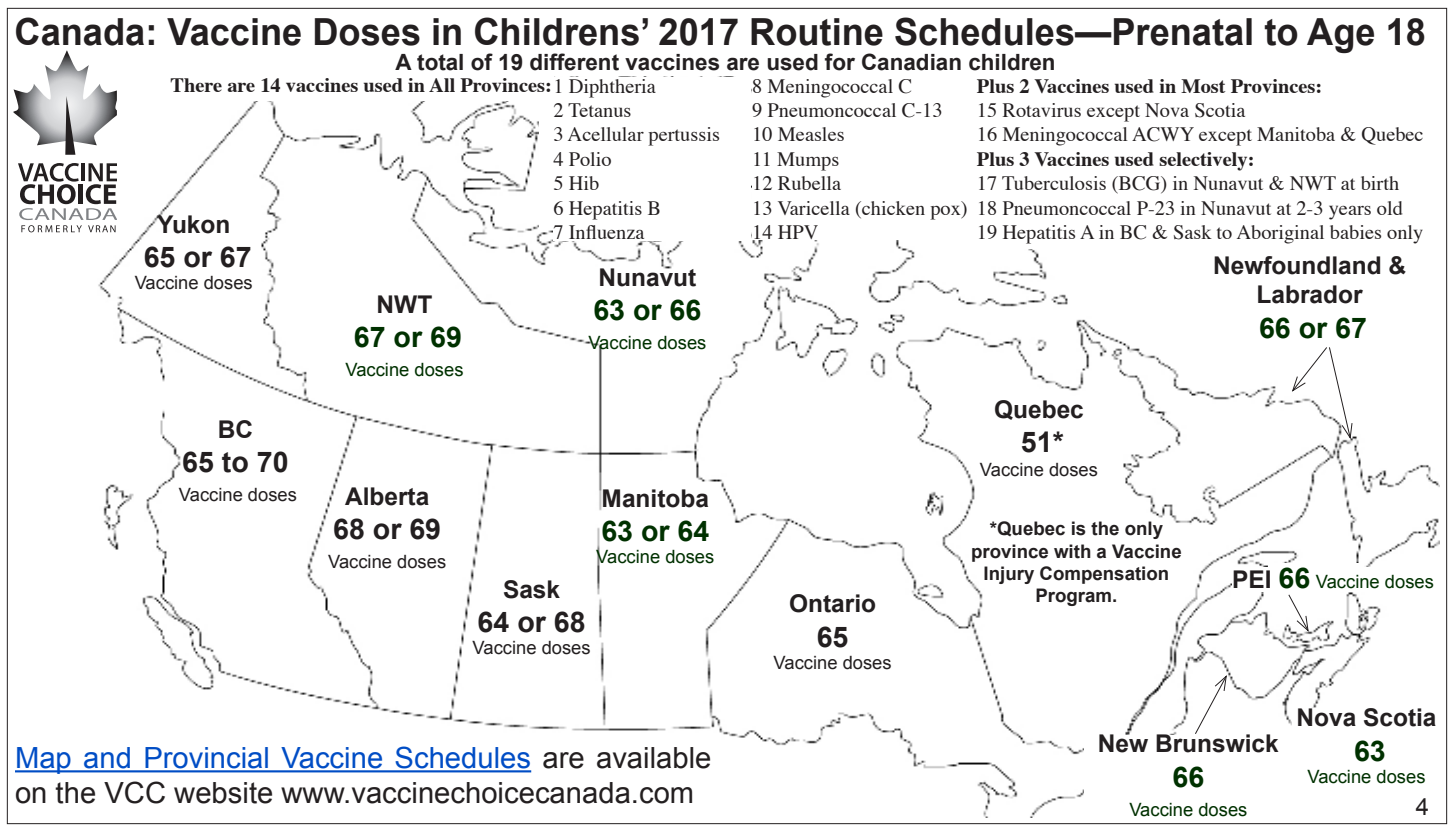 Canada: Vaccine Doses in Childrens’ 2017 Routine Schedules—Prenatal to Age 18
A total of 19 different vaccines are used for Canadian children
There are 14 vaccines used in All Provinces:
1 Diphtheria
2 Tetanus
3 Acellular pertussis
4 Polio
5 Hib
6 Hepatitis B
7 Influenza
8 Meningococcal C
9 Pneumoncoccal C-13
10 Measles
11 Mumps
12 Rubella
13 Varicella (chicken pox)
14 HPV
Plus 2 Vaccines used in Most Provinces:
15 Rotavirus except Nova Scotia
16 Meningococcal ACWY except Manitoba & Quebec
Plus 3 Vaccines used selectively:
17 Tuberculosis (BCG) in Nunavut & NWT at birth
18 Pneumoncoccal P-23 in Nunavut at 2-3 years old
19 Hepatitis A in BC & Sask to Aboriginal babies only
VACCINE
CHOICE
CANADA
FORMERLY VRAN
Yukon
65 or 67
Vaccine doses
NWT
67 or 69
Vaccine doses
Nunavut
63 or 66
Vaccine doses
Newfoundland &
Labrador
66 or 67
BC
65 to 70
Vaccine doses
Alberta
68 or 69
Vaccine doses
Sask
64 or 68
Vaccine doses
Manitoba
63 or 64
Vaccine doses
Ontario
65
Vaccine doses
Quebec
51*
Vaccine doses
*Quebec is the only
province with a Vaccine
Injury Compensation
Program.
PEI 66 Vaccine doses
New Brunswick
66
Vaccine doses
Nova Scotia
63
Vaccine doses
Map and Provincial Vaccine Schedules are available
on the VCC website www.vaccinechoicecanada.com
4